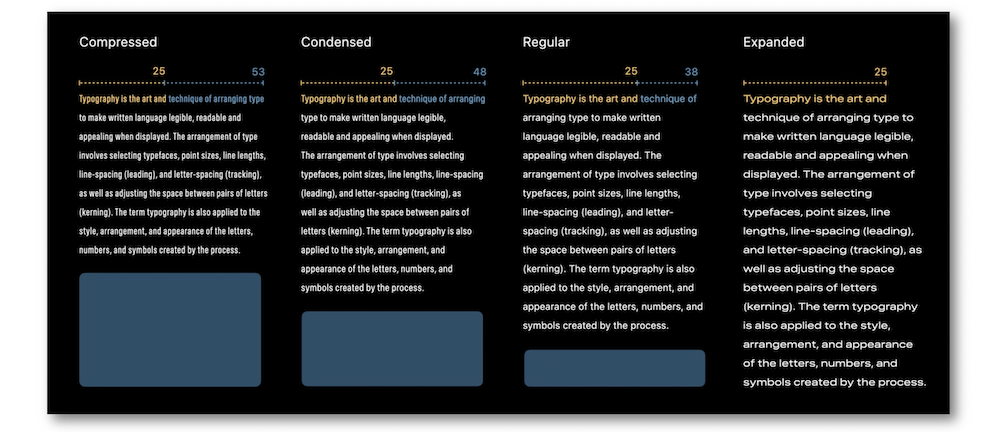 Compressed
25 53
Typography is the art and technique of arranging type
to make written language legible, readable and
appealing when displayed. The arrangement of type
involves selecting typefaces, point sizes, line lengths,
line-spacing (leading), and letter-spacing (tracking),
as well as adjusting the space between pairs of letters
(kerning). The term typography is also applied to the
style, arrangement, and appearance of the letters,
numbers, and symbols created by the process.
Condensed
25 48
Typography is the art and technique of arranging
type to make written language legible,
readable and appealing when displayed.
The arrangement of type involves selecting
typefaces, point sizes, line lengths, line-spacing
(leading), and letter-spacing (tracking), as
well as adjusting the space between pairs of
letters (kerning). The term typography is also
applied to the style, arrangement, and
appearance of the letters, numbers, and
symbols created by the process.
Regular
25 38
Typography is the art and technique of
arranging type to make written
language legible, readable and
appealing when displayed. The
arrangement of type involves selecting
typefaces, point sizes, line lengths,
line-spacing (leading), and letter-
spacing (tracking), as well as adjusting
the space between pairs of letters
(kerning). The term typography is also
applied to the style, arrangement, and
appearance of the letters, numbers, and
symbols created by the process.
Expanded
25
Typography is the art and
technique of arranging type to
make written language legible,
readable and appealing when
displayed. The arrangement of
type involves selecting
typefaces, point sizes, line
lengths, line-spacing (leading),
and letter-spacing (tracking), as
well as adjusting the space
between pairs of letters
(kerning). The term typography
is also applied to the style,
arrangement, and appearance
of the letters, numbers, and
symbols created by the process.